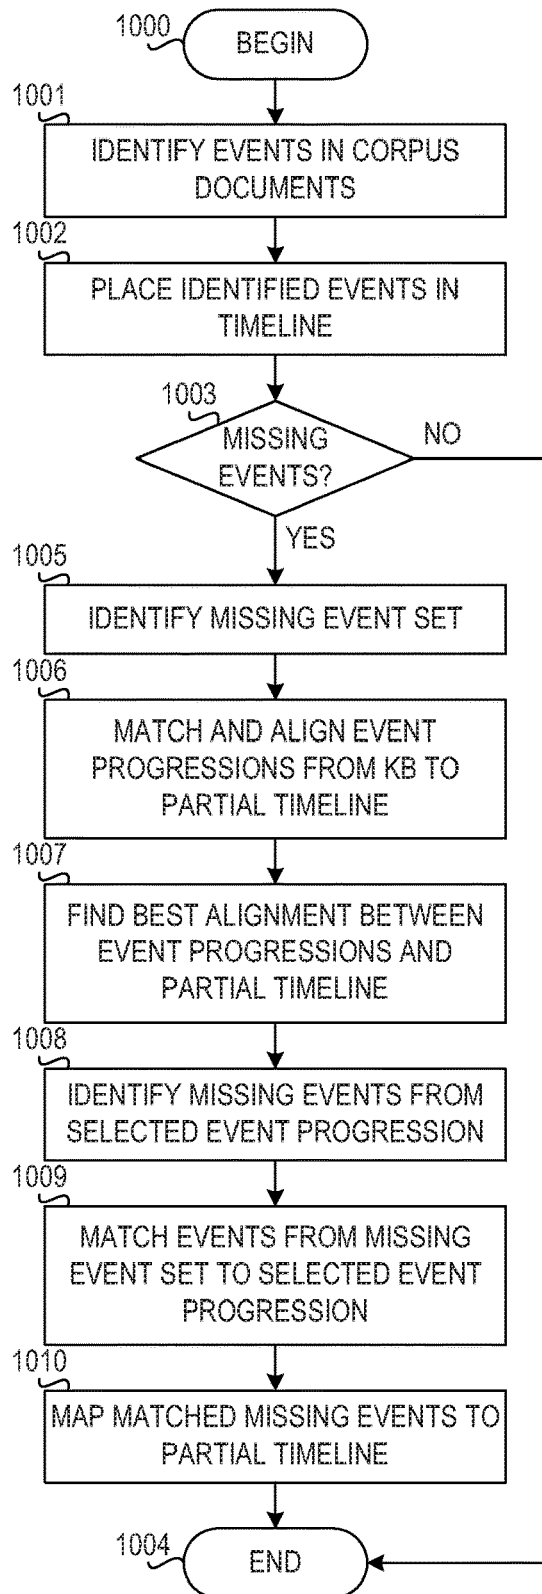 1000
BEGIN
1001
IDENTIFY EVENTS IN CORPUS
DOCUMENTS
1002
PLACE IDENTIFIED EVENTS IN
TIMELINE
1003
MISSING
EVENTS?
NO
YES
1005
IDENTIFY MISSING EVENT SET
1006
MATCH AND ALIGN EVENT
PROGRESSIONS FROM KB TO
PARTIAL TIMELINE
1007
FIND BEST ALIGNMENT BETWEEN
EVENT PROGRESSIONS AND
PARTIAL TIMELINE
1008
IDENTIFY MISSING EVENTS FROM
SELECTED EVENT PROGRESSION
1009
MATCH EVENTS FROM MISSING
EVENT SET TO SELECTED EVENT
PROGRESSION
1010
MAP MATCHED MISSING EVENTS TO
PARTIAL TIMELINE
1004
END